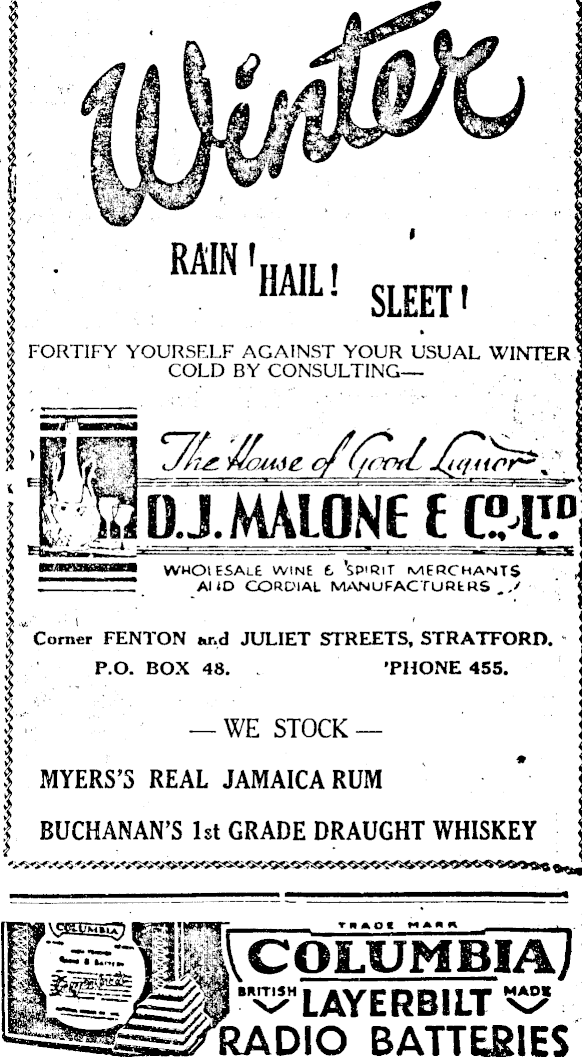 Winter
RAIN! HAIL! SLEET!
FORTIFY YOURSELF AGAINST YOUR USUAL WINTER
COLD BY CONSULTING—
The House of Good Liquor
D.J. MALONE & CO., LTD.
WHOLESALE WINE & SPIRIT MERCHANTS
AND CORDIAL MANUFACTURERS
Corner FENTON and JULIET STREETS, STRATFORD.
P.O. BOX 48. 'PHONE 455.
— WE STOCK —
MYERS'S REAL JAMAICA RUM
BUCHANAN'S 1st GRADE DRAUGHT WHISKEY
COLUMBIA
TRADE MARK
COLUMBIA
BRITISH LAYERBILT MADE
RADIO BATTERIES